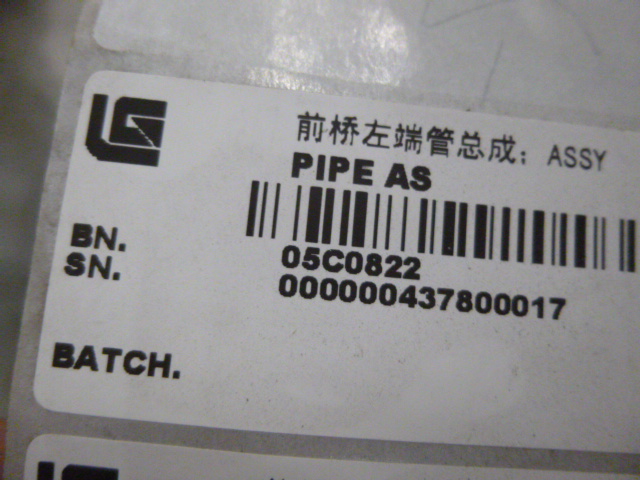 前桥左端管总成；ASSY
PIPE AS
BN. 05C0822
SN. 000000437800017
BATCH.